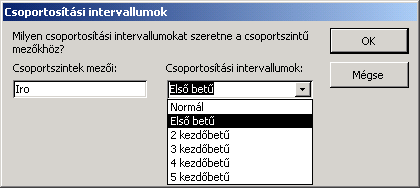 Csoportosítási intervallumok
Milyen csoportosítási intervallumokat szeretne a csoportszintű
mezőkhöz?
OK
Mégse
Csoportszintek mezői:
Csoportosítási intervallumok:
Iro
Első betű
Normál
Első betű
2 kezdőbetű
3 kezdőbetű
4 kezdőbetű
5 kezdőbetű